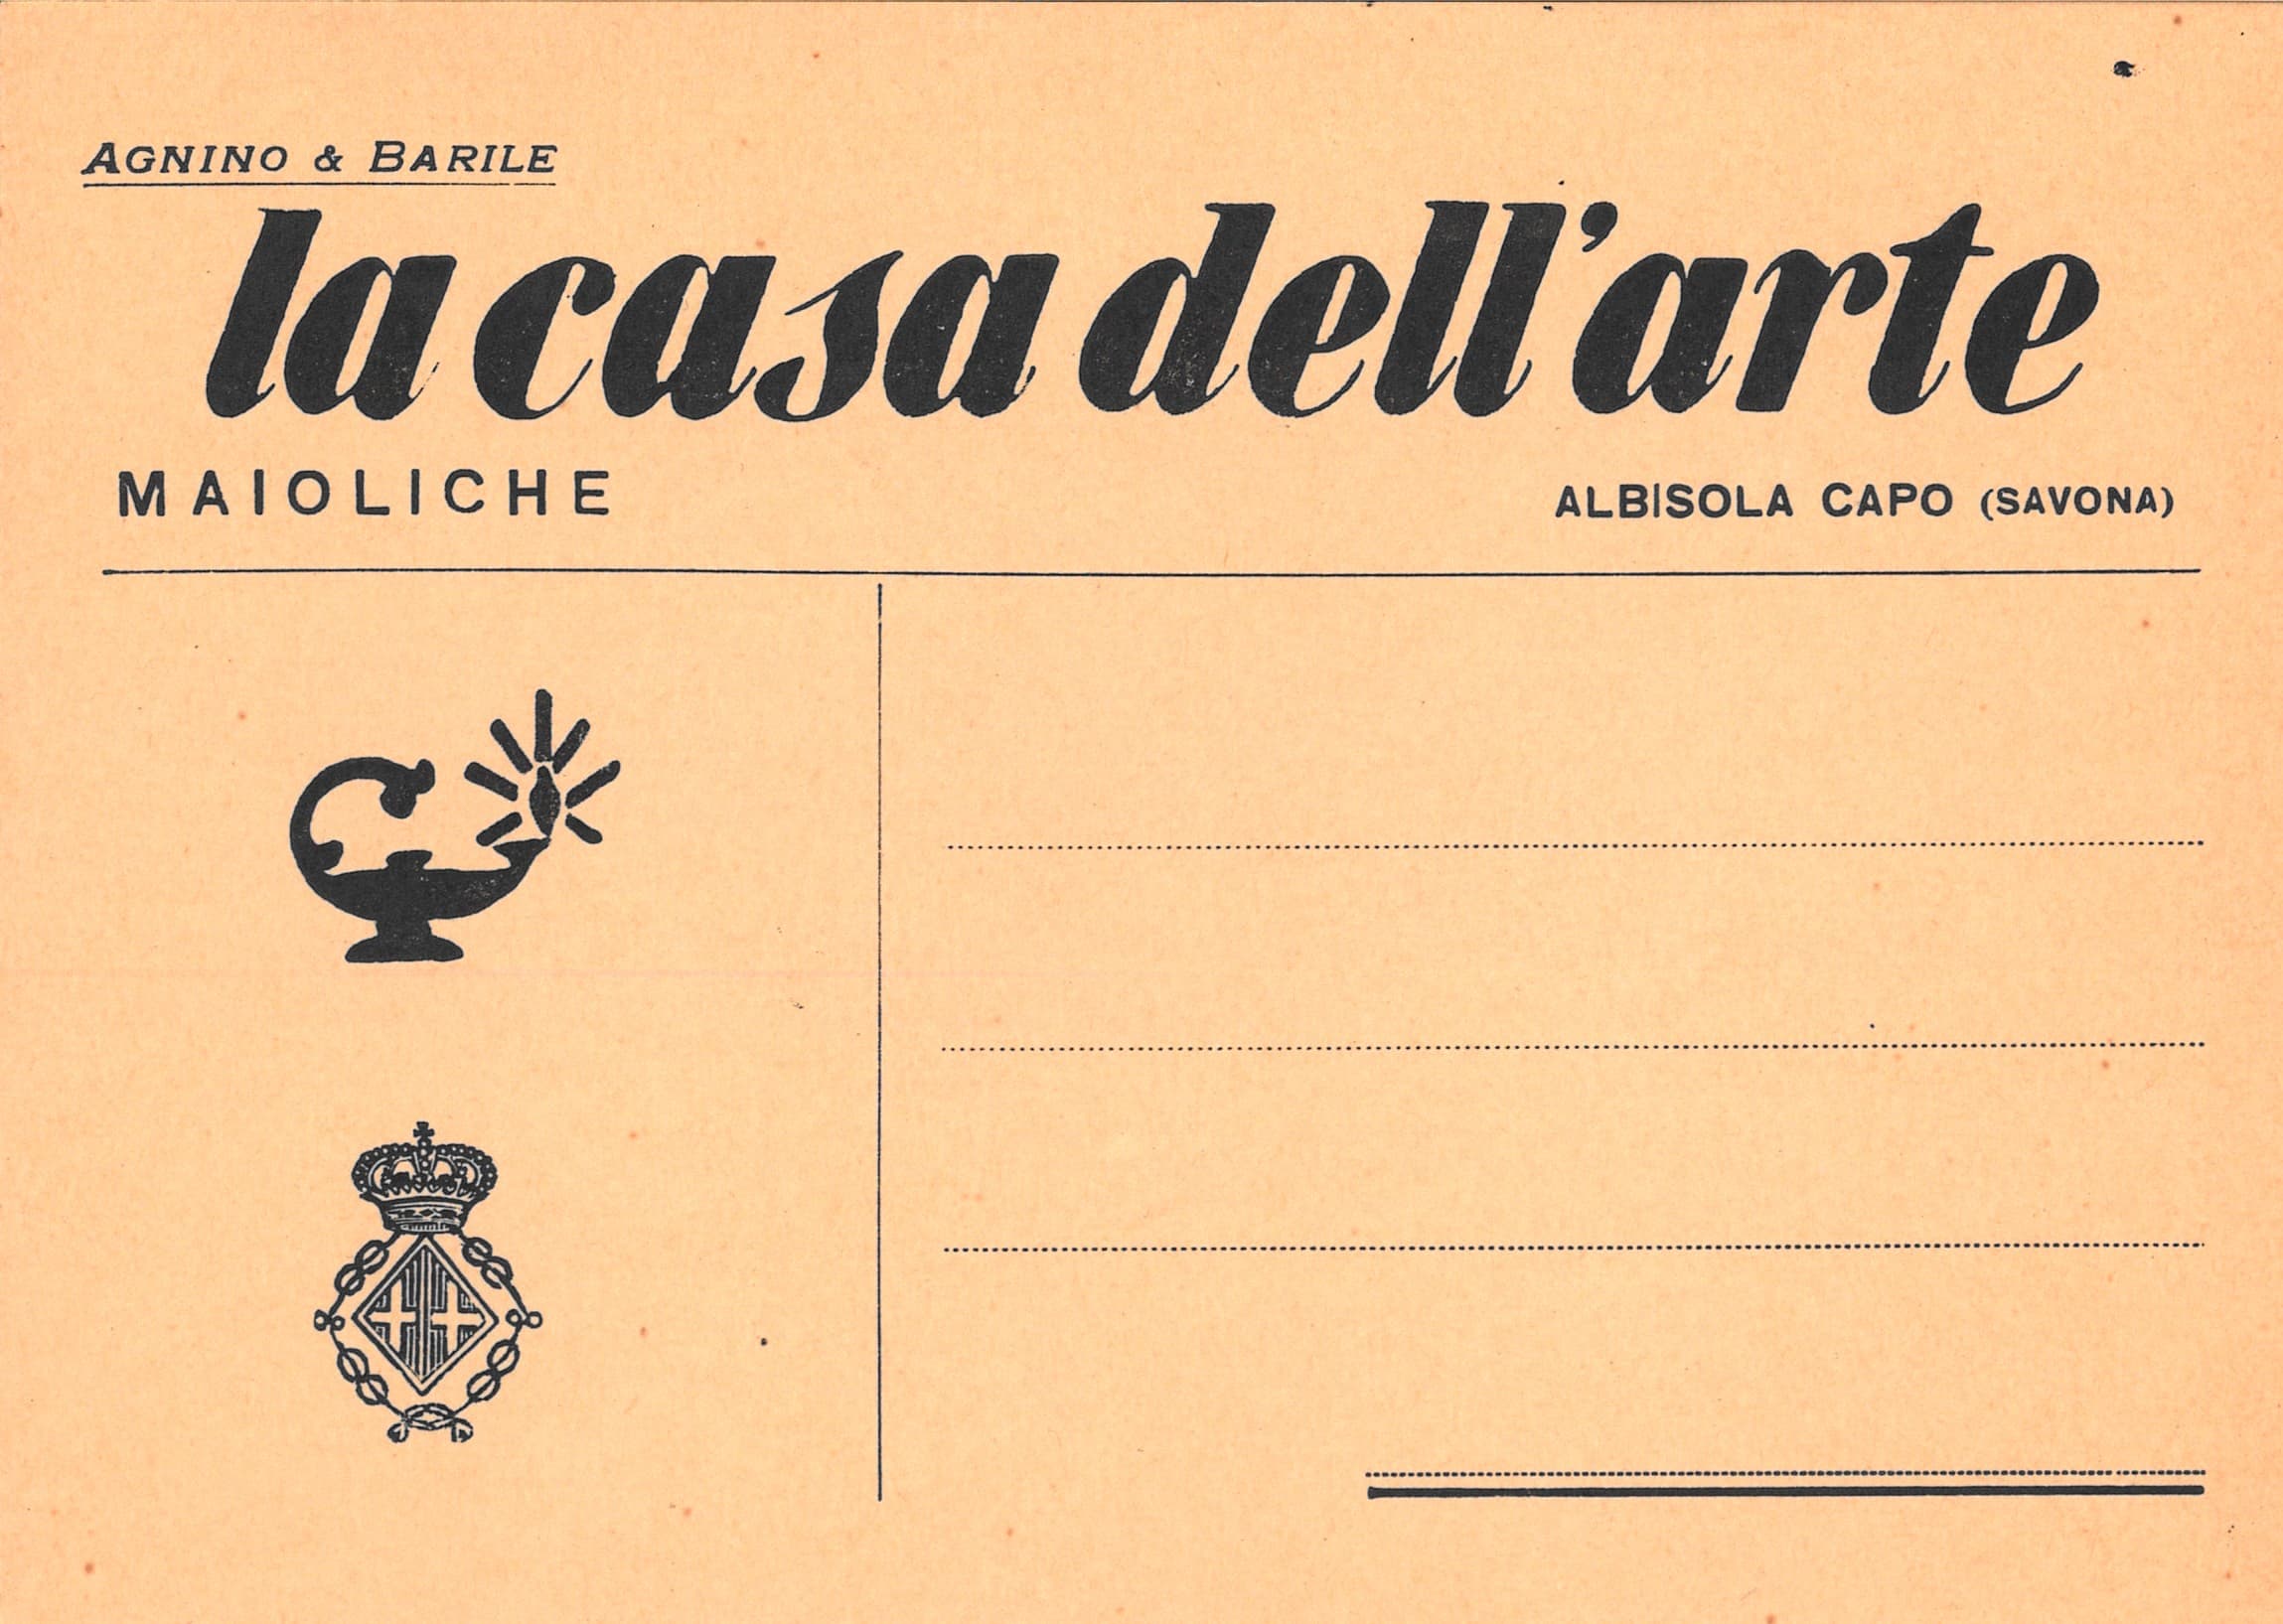 AGNINO & BARILE
la casa dell'arte
MAIOLICHE
ALBISOLA CAPO (SAVONA)